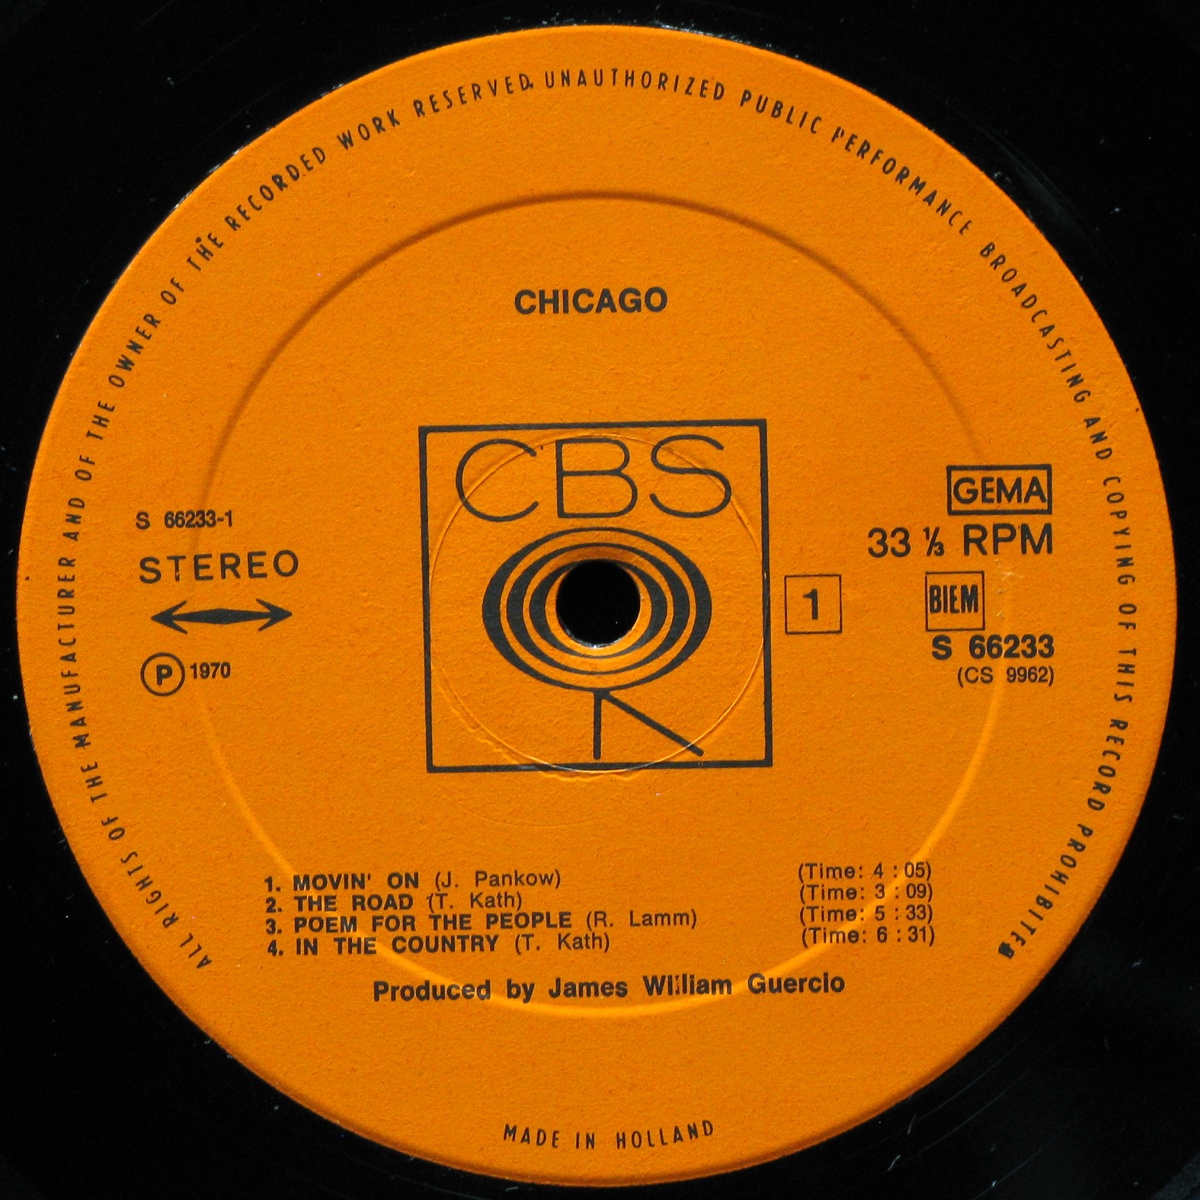 ALL RIGHTS OF THE MANUFACTURER AND OF THE OWNER OF THE RECORDED WORK RESERVED. UNAUTHORIZED PUBLIC PERFORMANCE BROADCASTING AND COPYING OF THIS RECORD PROHIBITED
CHICAGO
CBS
S 66233-1
STEREO
P 1970
1
GEMA
33 ⅓ RPM
BIEM
S 66233
(CS 9962)
1. MOVIN' ON (J. Pankow) (Time: 4 : 05)
2. THE ROAD (T. Kath) (Time: 3 : 09)
3. POEM FOR THE PEOPLE (R. Lamm) (Time: 5 : 33)
4. IN THE COUNTRY (T. Kath) (Time: 6 : 31)
Produced by James William Guercio
MADE IN HOLLAND